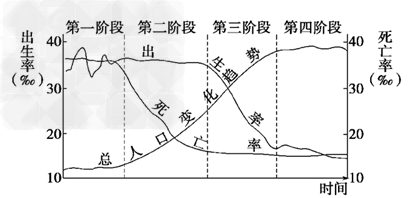 第一阶段 第二阶段 第三阶段 第四阶段
出生率(‰)
死亡率(‰)
40 40
30 30
20 20
10 10
出生率
死亡率
总人口变化趋势
时间